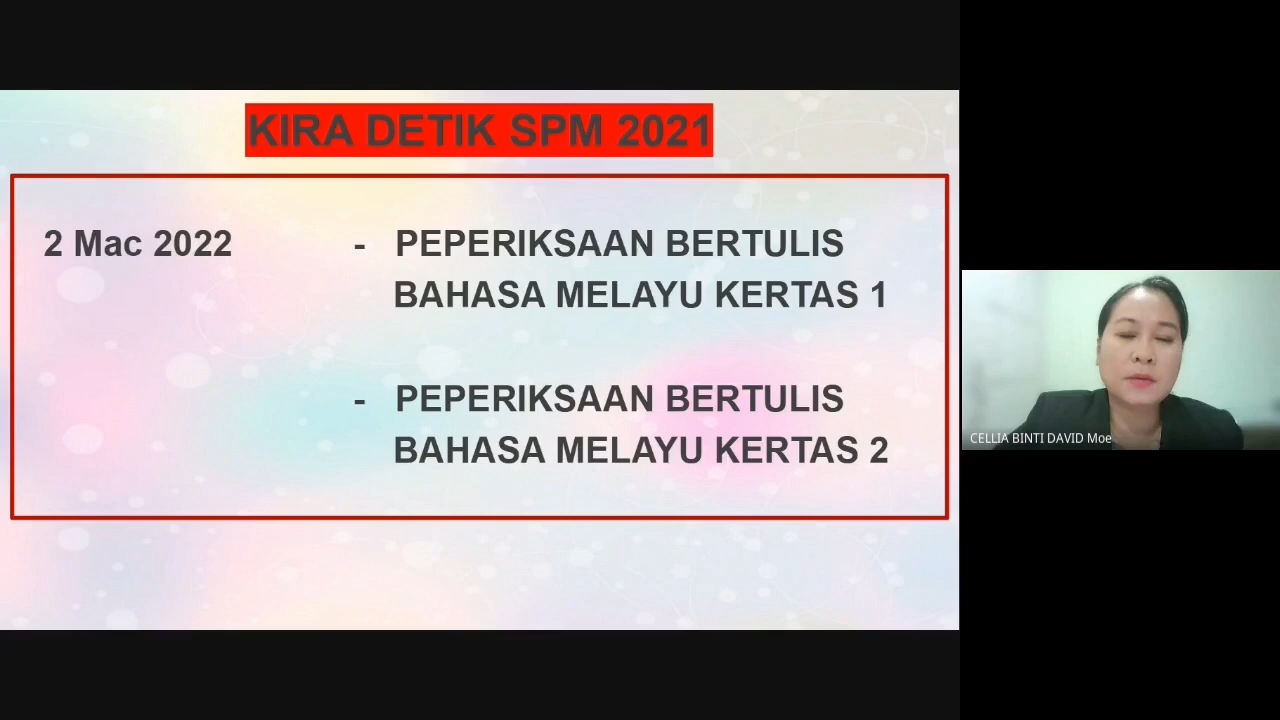 KIRA DETIK SPM 2021
2 Mac 2022 - PEPERIKSAAN BERTULIS
BAHASA MELAYU KERTAS 1
- PEPERIKSAAN BERTULIS
BAHASA MELAYU KERTAS 2
CELLIA BINTI DAVID Moe